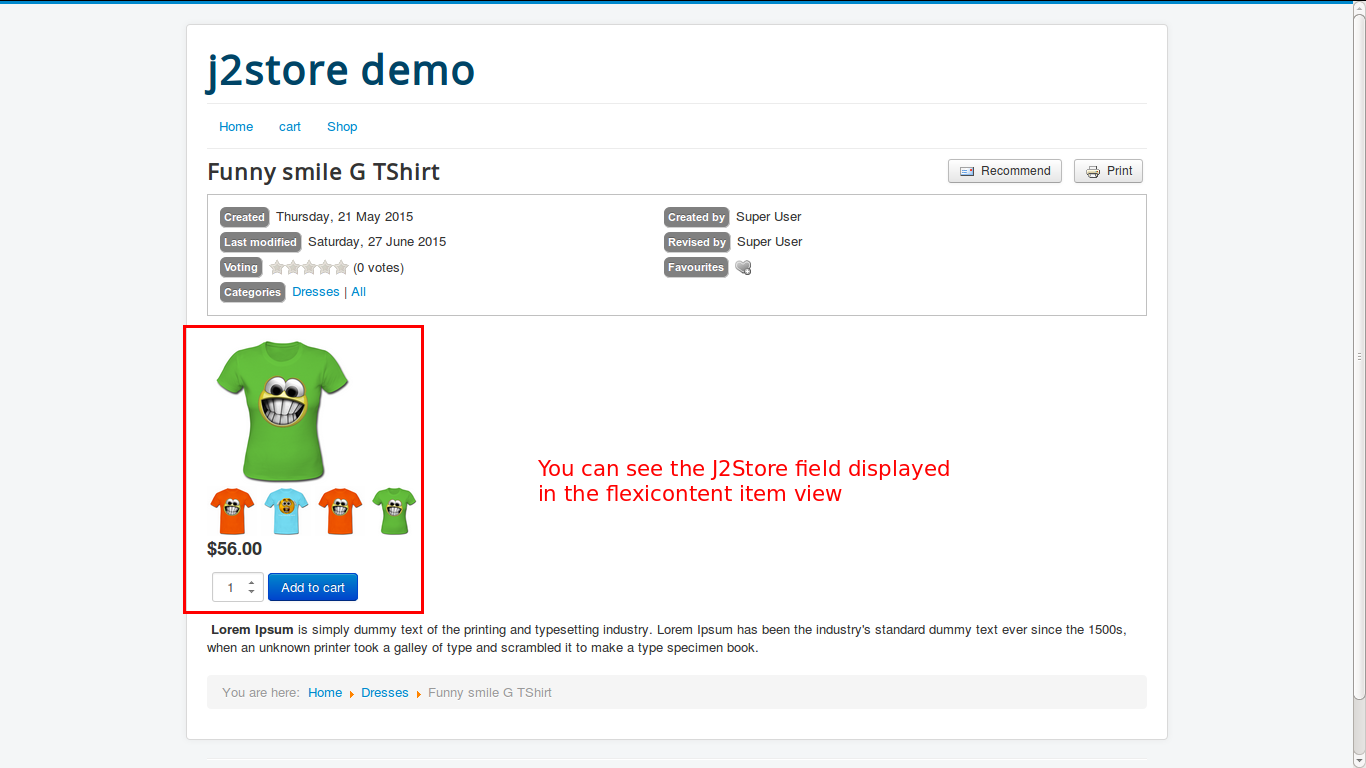 j2store demo
Home cart Shop
Funny smile G TShirt
Recommend Print
Created Thursday, 21 May 2015 Created by Super User
Last modified Saturday, 27 June 2015 Revised by Super User
Voting (0 votes) Favourites
Categories Dresses | All
You can see the J2Store field displayed
in the flexicontent item view
$56.00
1 Add to cart
Lorem Ipsum is simply dummy text of the printing and typesetting industry. Lorem Ipsum has been the industry's standard dummy text ever since the 1500s,
when an unknown printer took a galley of type and scrambled it to make a type specimen book.
You are here: Home Dresses Funny smile G TShirt